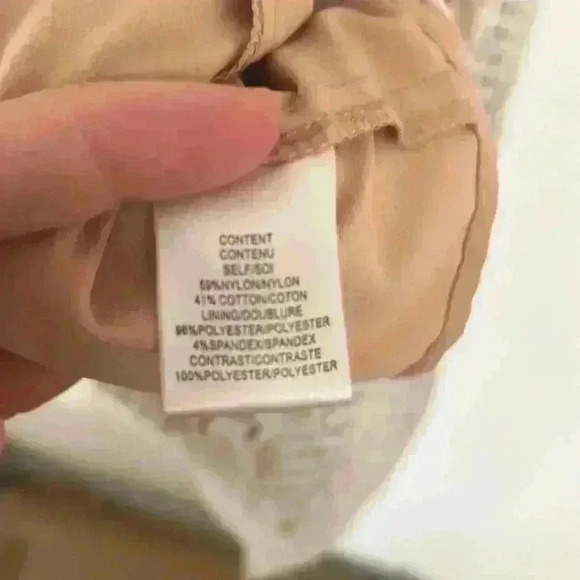 CONTENT
CONTENU
SELF/SOI
59%NYLON/NYLON
41% COTTON/COTON
LINING/DOUBLURE
96%POLYESTER/POLYESTER
4%SPANDEX/SPANDEX
CONTRAST/CONTRASTE
100%POLYESTER/POLYESTER